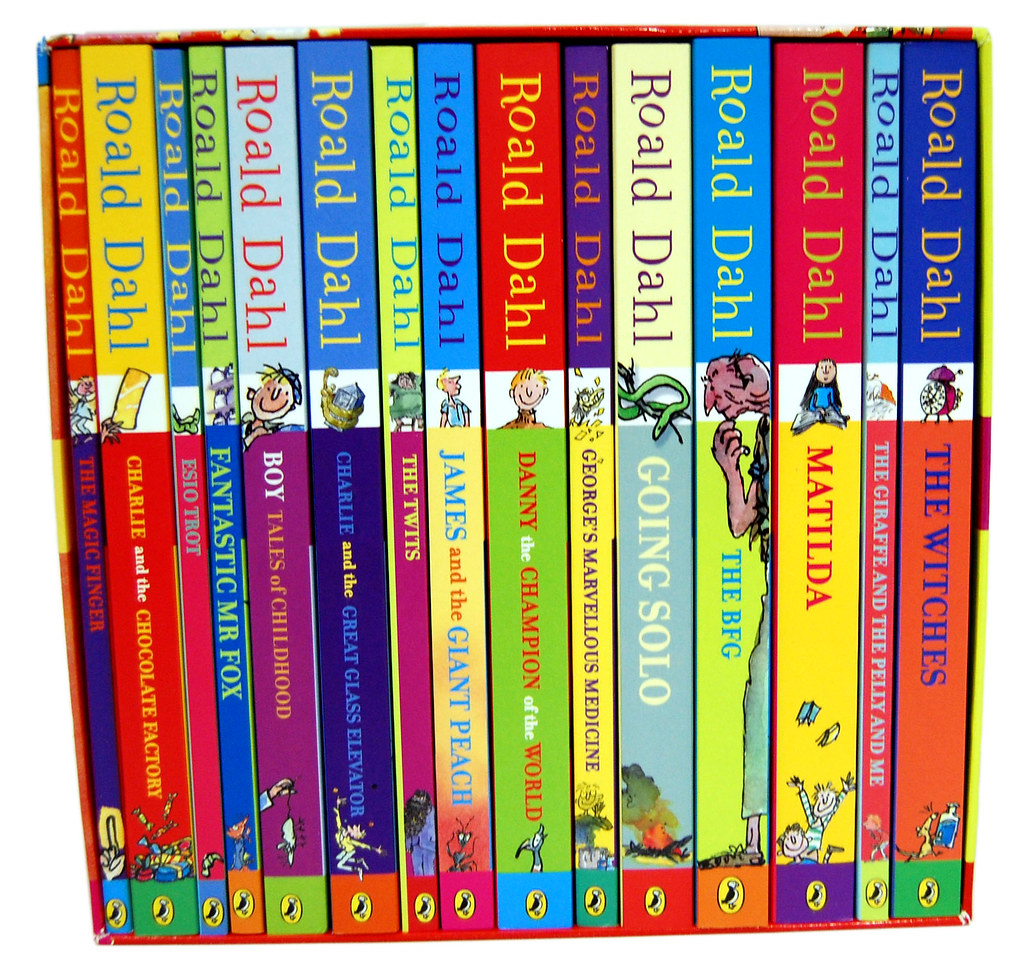 Roald Dahl
THE MAGIC FINGER
Roald Dahl
CHARLIE and the CHOCOLATE FACTORY
Roald Dahl
ESIO TROT
Roald Dahl
FANTASTIC MR FOX
Roald Dahl
BOY TALES of CHILDHOOD
Roald Dahl
CHARLIE and the GREAT GLASS ELEVATOR
Roald Dahl
THE TWITS
Roald Dahl
JAMES and the GIANT PEACH
Roald Dahl
DANNY the CHAMPION of the WORLD
Roald Dahl
GEORGE'S MARVELLOUS MEDICINE
Roald Dahl
GOING SOLO
Roald Dahl
THE BFG
Roald Dahl
MATILDA
Roald Dahl
THE GIRAFFE AND THE PELLY AND ME
Roald Dahl
THE WITCHES